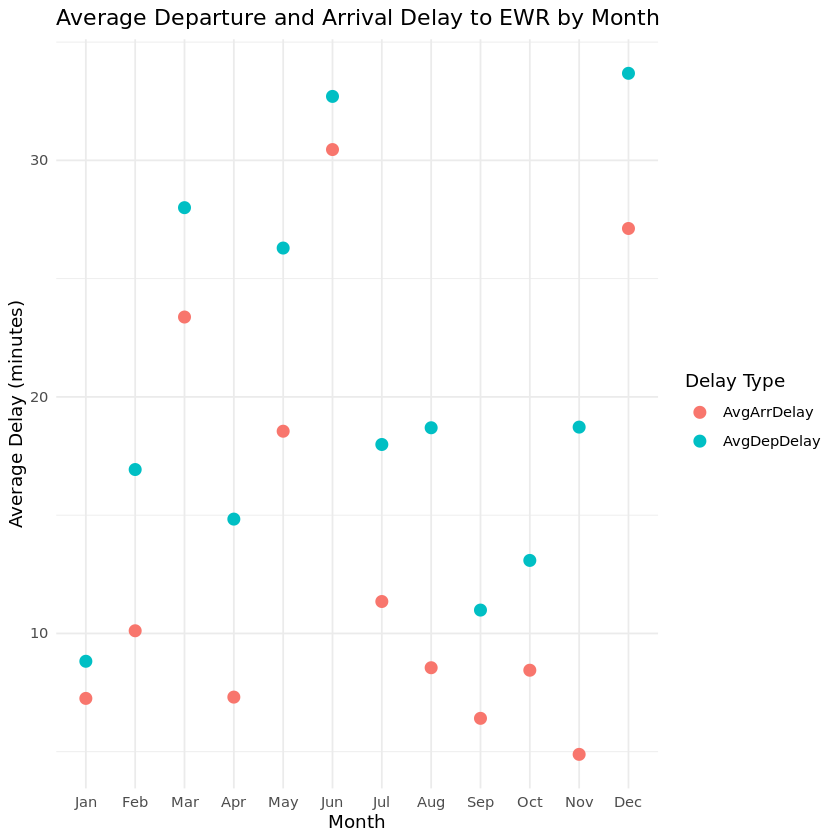 Average Departure and Arrival Delay to EWR by Month
Average Delay (minutes)
30
20
10
Jan Feb Mar Apr May Jun Jul Aug Sep Oct Nov Dec
Month
Delay Type
AvgArrDelay
AvgDepDelay